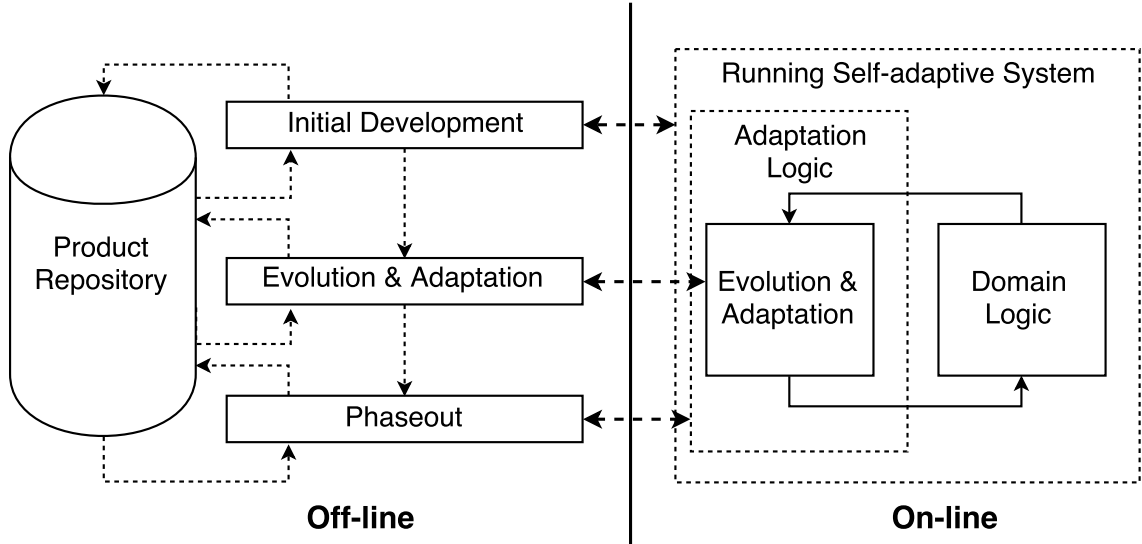 Initial Development
Product
Repository
Evolution & Adaptation
Phaseout
Off-line
Running Self-adaptive System
Adaptation
Logic
Evolution &
Adaptation
Domain
Logic
On-line